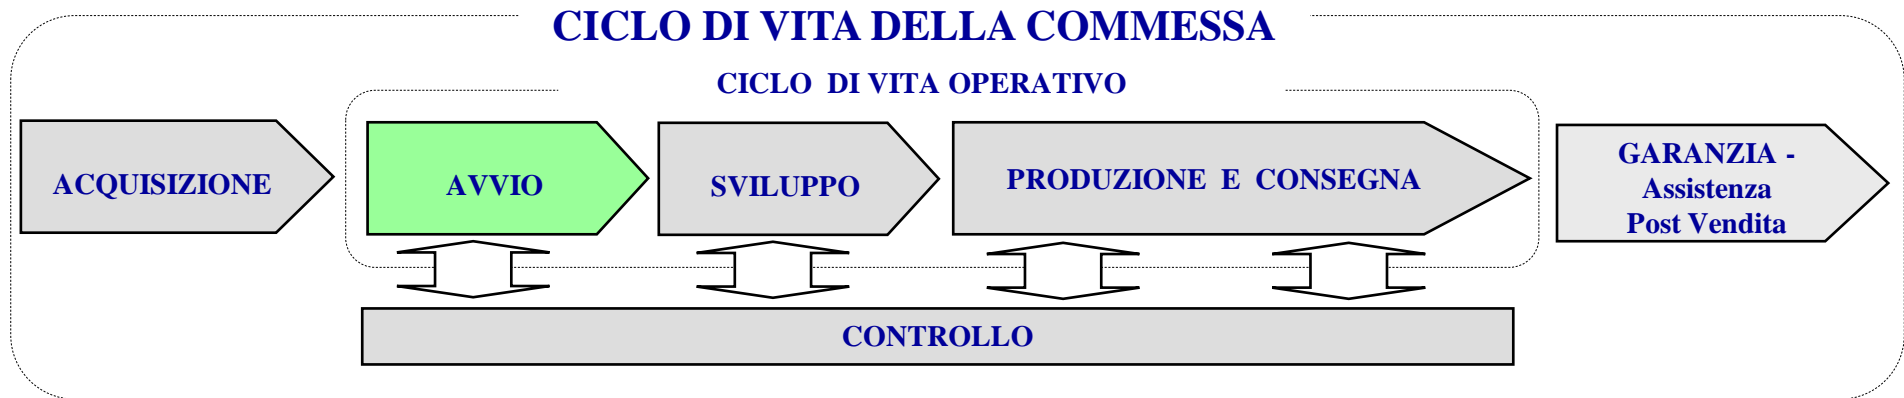 CICLO DI VITA DELLA COMMESSA
CICLO DI VITA OPERATIVO
ACQUISIZIONE
AVVIO
SVILUPPO
PRODUZIONE E CONSEGNA
GARANZIA -
Assistenza
Post Vendita
CONTROLLO